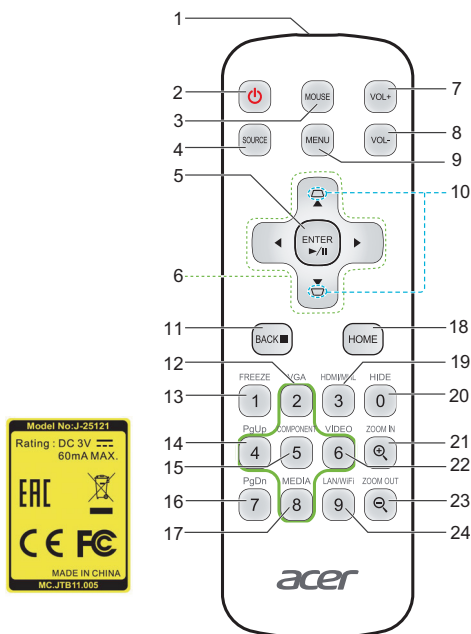 1
2
MOUSE
VOL+
7
3
4
SOURCE
MENU
VOL-
8
9
5
10
ENTER
6
11
BACK
HOME
18
12
19
FREEZE
VGA
HDMI/MHL
HIDE
13
1
2
3
0
20
14
PgUp
COMPONENT
VIDEO
ZOOM IN
4
5
6
21
15
22
PgDn
MEDIA
LAN/WiFi
ZOOM OUT
16
7
8
9
23
17
24
acer
Model No:J-25121
Rating : DC 3V
60mA MAX.
EAC
CE FC
MADE IN CHINA
MC.JTB11.005